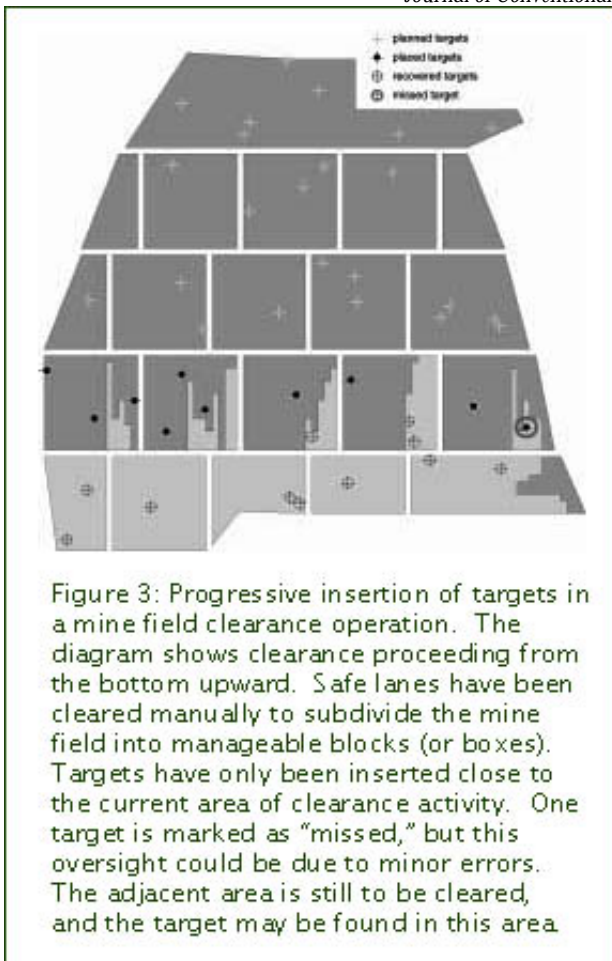 Journal of Conventional
planned targets
placed targets
recovered targets
missed target
Figure 3: Progressive insertion of targets in
a mine field clearance operation. The
diagram shows clearance proceeding from
the bottom upward. Safe lanes have been
cleared manually to subdivide the mine
field into manageable blocks (or boxes).
Targets have only been inserted close to
the current area of clearance activity. One
target is marked as “missed,” but this
oversight could be due to minor errors.
The adjacent area is still to be cleared,
and the target may be found in this area